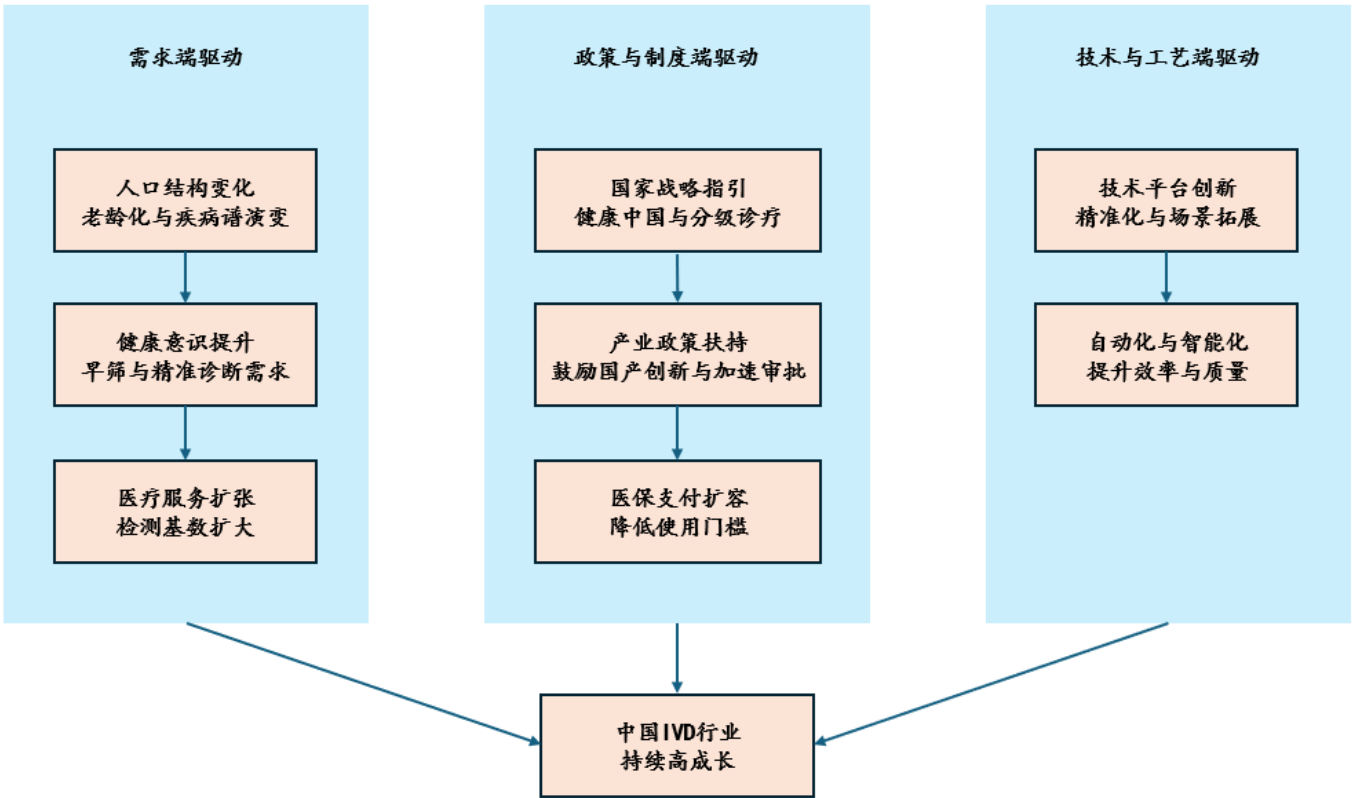 需求端驱动
人口结构变化
老龄化与疾病谱演变
健康意识提升
早筛与精准诊断需求
医疗服务扩张
检测基数扩大
政策与制度端驱动
国家战略指引
健康中国与分级诊疗
产业政策扶持
鼓励国产创新与加速审批
医保支付扩容
降低使用门槛
技术与工艺端驱动
技术平台创新
精准化与场景拓展
自动化与智能化
提升效率与质量
中国IVD行业
持续高成长